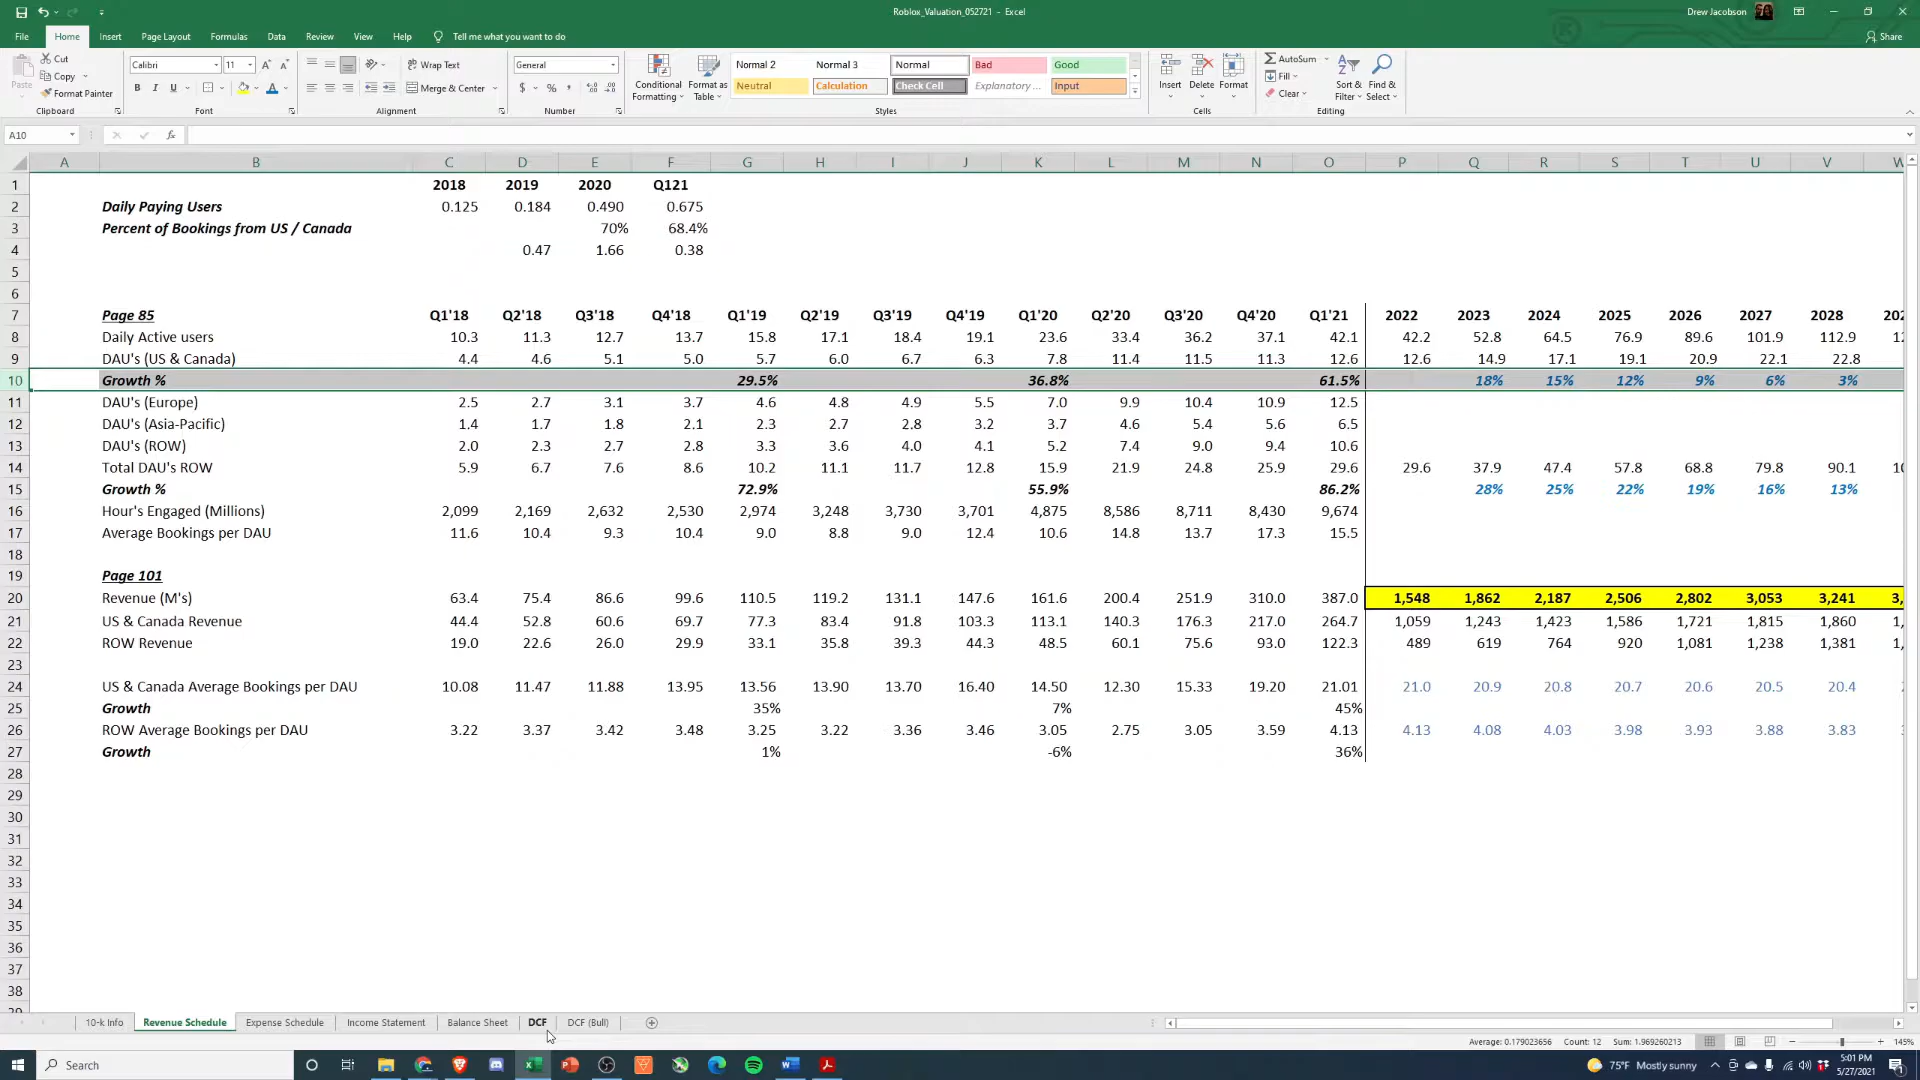 Roblox_Valuation_052721 - Excel
Drew Jacobson
File Home Insert Page Layout Formulas Data Review View Help Tell me what you want to do Share
Paste Cut Copy Format Painter
Calibri 11 Wrap Text Merge & Center General
B I U $ %
Conditional Formatting Format as Table
Normal 2 Normal 3 Normal Bad Good
Neutral Calculation Check Cell Explanatory ... Input
Insert Delete Format
AutoSum Fill Clear Sort & Filter Find & Select
Clipboard Font Alignment Number Styles Cells Editing
A10 fx
A B C D E F G H I J K L M N O P Q R S T U V W
1 2018 2019 2020 Q121
2 Daily Paying Users 0.125 0.184 0.490 0.675
3 Percent of Bookings from US / Canada 70% 68.4%
4 0.47 1.66 0.38
5
6
7 Page 85 Q1'18 Q2'18 Q3'18 Q4'18 Q1'19 Q2'19 Q3'19 Q4'19 Q1'20 Q2'20 Q3'20 Q4'20 Q1'21 2022 2023 2024 2025 2026 2027 2028 202
8 Daily Active users 10.3 11.3 12.7 13.7 15.8 17.1 18.4 19.1 23.6 33.4 36.2 37.1 42.1 42.2 52.8 64.5 76.9 89.6 101.9 112.9 12
9 DAU's (US & Canada) 4.4 4.6 5.1 5.0 5.7 6.0 6.7 6.3 7.8 11.4 11.5 11.3 12.6 12.6 14.9 17.1 19.1 20.9 22.1 22.8
10 Growth % 29.5% 36.8% 61.5% 18% 15% 12% 9% 6% 3%
11 DAU's (Europe) 2.5 2.7 3.1 3.7 4.6 4.8 4.9 5.5 7.0 9.9 10.4 10.9 12.5
12 DAU's (Asia-Pacific) 1.4 1.7 1.8 2.1 2.3 2.7 2.8 3.2 3.7 4.6 5.4 5.6 6.5
13 DAU's (ROW) 2.0 2.3 2.7 2.8 3.3 3.6 4.0 4.1 5.2 7.4 9.0 9.4 10.6
14 Total DAU's ROW 5.9 6.7 7.6 8.6 10.2 11.1 11.7 12.8 15.9 21.9 24.8 25.9 29.6 29.6 37.9 47.4 57.8 68.8 79.8 90.1 10
15 Growth % 72.9% 55.9% 86.2% 28% 25% 22% 19% 16% 13%
16 Hour's Engaged (Millions) 2,099 2,169 2,632 2,530 2,974 3,248 3,730 3,701 4,875 8,586 8,711 8,430 9,674
17 Average Bookings per DAU 11.6 10.4 9.3 10.4 9.0 8.8 9.0 12.4 10.6 14.8 13.7 17.3 15.5
18
19 Page 101
20 Revenue (M's) 63.4 75.4 86.6 99.6 110.5 119.2 131.1 147.6 161.6 200.4 251.9 310.0 387.0 1,548 1,862 2,187 2,506 2,802 3,053 3,241 3,
21 US & Canada Revenue 44.4 52.8 60.6 69.7 77.3 83.4 91.8 103.3 113.1 140.3 176.3 217.0 264.7 1,059 1,243 1,423 1,586 1,721 1,815 1,860 1,
22 ROW Revenue 19.0 22.6 26.0 29.9 33.1 35.8 39.3 44.3 48.5 60.1 75.6 93.0 122.3 489 619 764 920 1,081 1,238 1,381 1,
23
24 US & Canada Average Bookings per DAU 10.08 11.47 11.88 13.95 13.56 13.90 13.70 16.40 14.50 12.30 15.33 19.20 21.01 21.0 20.9 20.8 20.7 20.6 20.5 20.4 2
25 Growth 35% 7% 45%
26 ROW Average Bookings per DAU 3.22 3.37 3.42 3.48 3.25 3.22 3.36 3.46 3.05 2.75 3.05 3.59 4.13 4.13 4.08 4.03 3.98 3.93 3.88 3.83 3
27 Growth 1% -6% 36%
28
29
30
31
32
33
34
35
36
37
38
39
10-k Info Revenue Schedule Expense Schedule Income Statement Balance Sheet DCF DCF (Bull)
Average: 0.179023656 Count: 12 Sum: 1.969260213 145%
Search 75°F Mostly sunny 5:01 PM
5/27/2021